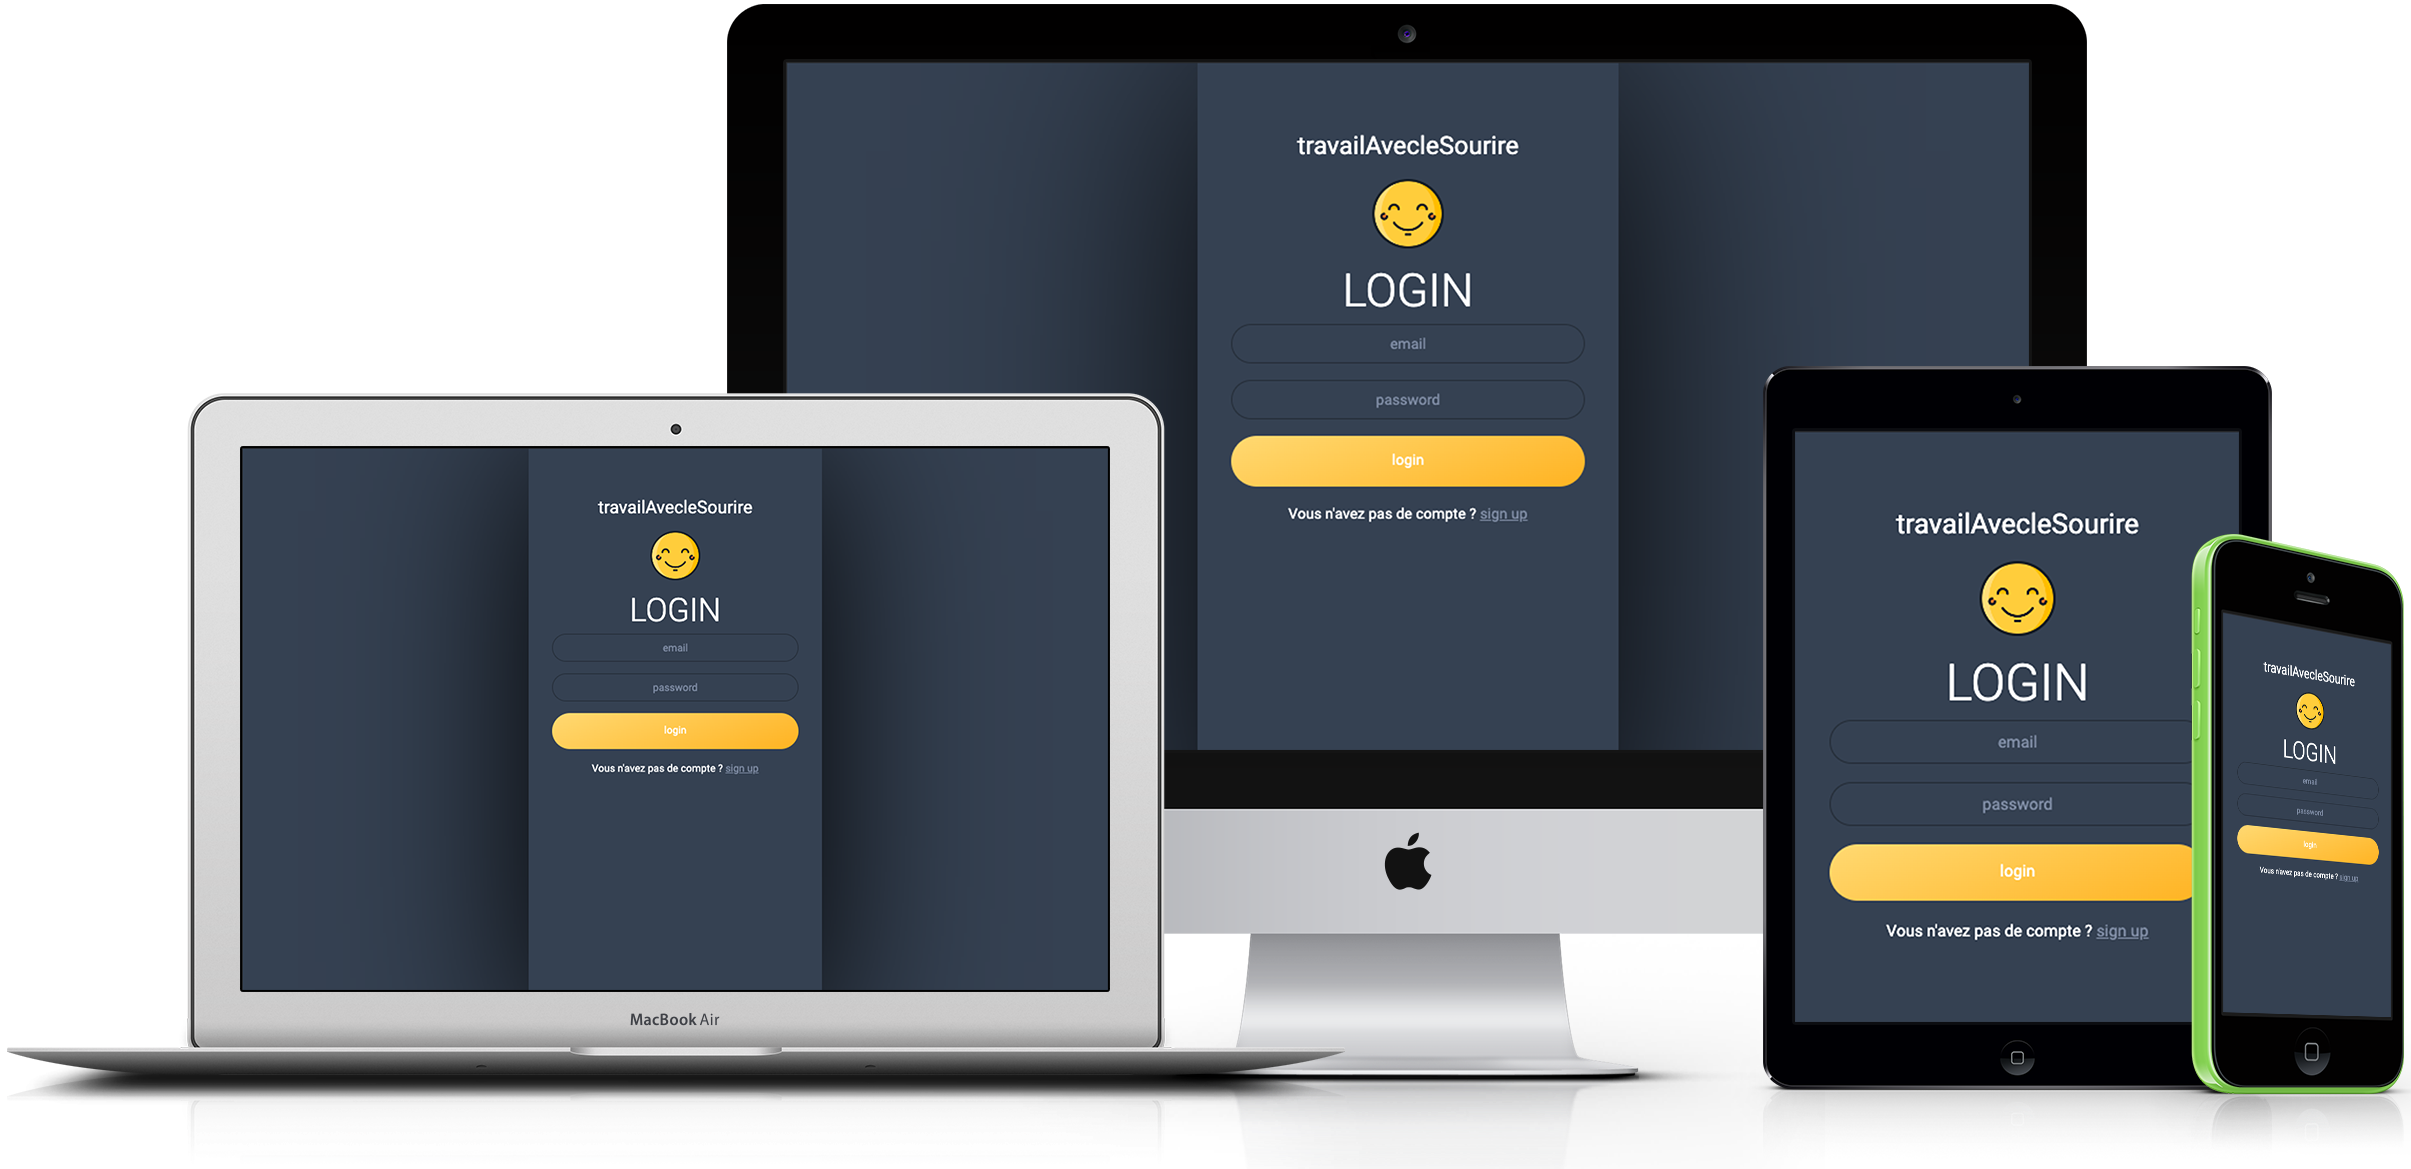 travailAvecleSourire
LOGIN
email
password
login
Vous n'avez pas de compte ? sign up
travailAvecleSourire
LOGIN
email
password
login
Vous n'avez pas de compte ? sign up
MacBook Air
travailAvecleSourire
LOGIN
email
password
login
Vous n'avez pas de compte ? sign up
travailAvecleSourire
LOGIN
email
password
login
Vous n'avez pas de compte ? sign up